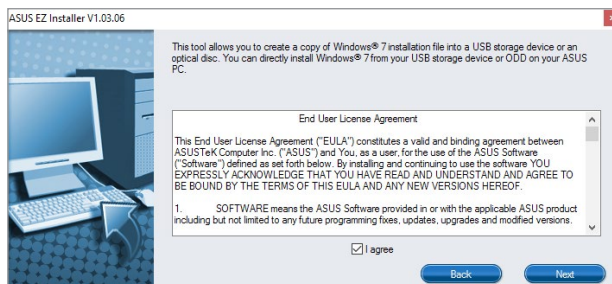 ASUS EZ Installer V1.03.06
This tool allows you to create a copy of Windows® 7 installation file into a USB storage device or an
optical disc. You can directly install Windows® 7 from your USB storage device or ODD on your ASUS
PC.
End User License Agreement
This End User License Agreement ("EULA") constitutes a valid and binding agreement between
ASUSTeK Computer Inc. ("ASUS") and You, as a user, for the use of the ASUS Software
("Software") defined as set forth below. By installing and continuing to use the software YOU
EXPRESSLY ACKNOWLEDGE THAT YOU HAVE READ AND UNDERSTAND AND AGREE TO
BE BOUND BY THE TERMS OF THIS EULA AND ANY NEW VERSIONS HEREOF.
1. SOFTWARE means the ASUS Software provided in or with the applicable ASUS product
including but not limited to any future programming fixes, updates, upgrades and modified versions.
I agree
Back Next